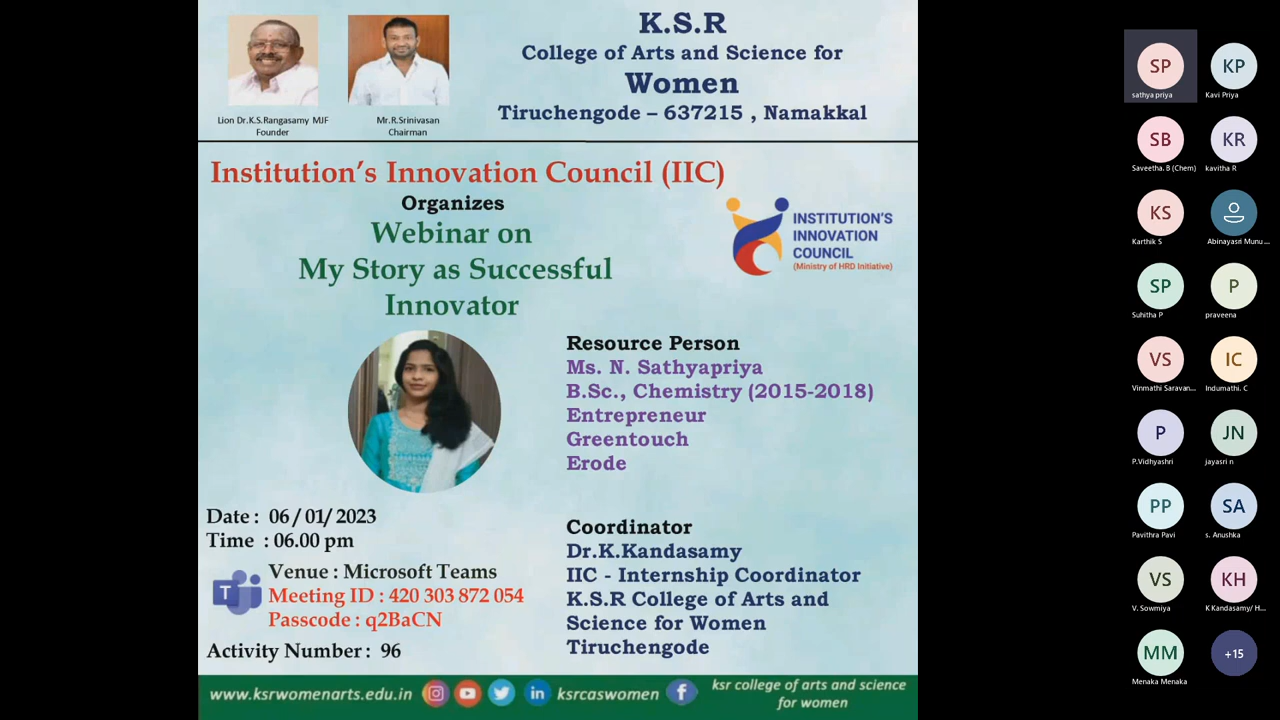 K.S.R
College of Arts and Science for
Women
Tiruchengode – 637215 , Namakkal
Lion Dr.K.S.Rangasamy MJF
Founder
Mr.R.Srinivasan
Chairman
Institution's Innovation Council (IIC)
Organizes
Webinar on
My Story as Successful
Innovator
INSTITUTION'S
INNOVATION
COUNCIL
(Ministry of HRD Initiative)
Resource Person
Ms. N. Sathyapriya
B.Sc., Chemistry (2015-2018)
Entrepreneur
Greentouch
Erode
Date : 06 / 01/ 2023
Time : 06.00 pm
T
Venue : Microsoft Teams
Meeting ID : 420 303 872 054
Passcode : q2BaCN
Activity Number : 96
Coordinator
Dr.K.Kandasamy
IIC - Internship Coordinator
K.S.R College of Arts and
Science for Women
Tiruchengode
www.ksrwomenarts.edu.in
in
ksrcaswomen
f
ksr college of arts and science
for women
SP
sathya priya
KP
Kavi Priya
SB
Saveetha. B (Chem)
KR
kavitha R
KS
Karthik S
Abinayasri Munu ...
SP
Suhitha P
P
praveena
VS
Vinmathi Saravan...
IC
Indumathi. C
P
P.Vidhyashri
JN
jayasri n
PP
Pavithra Pavi
SA
s. Anushka
VS
V. Sowmiya
KH
K Kandasamy/ H...
MM
Menaka Menaka
+15